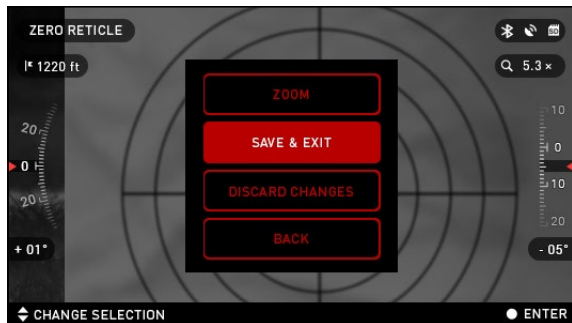 ZERO RETICLE
SD
1220 ft
5.3 ×
ZOOM
10
20
SAVE & EXIT
0
0
DISCARD CHANGES
10
20
20
BACK
+ 01°
- 05°
CHANGE SELECTION
ENTER